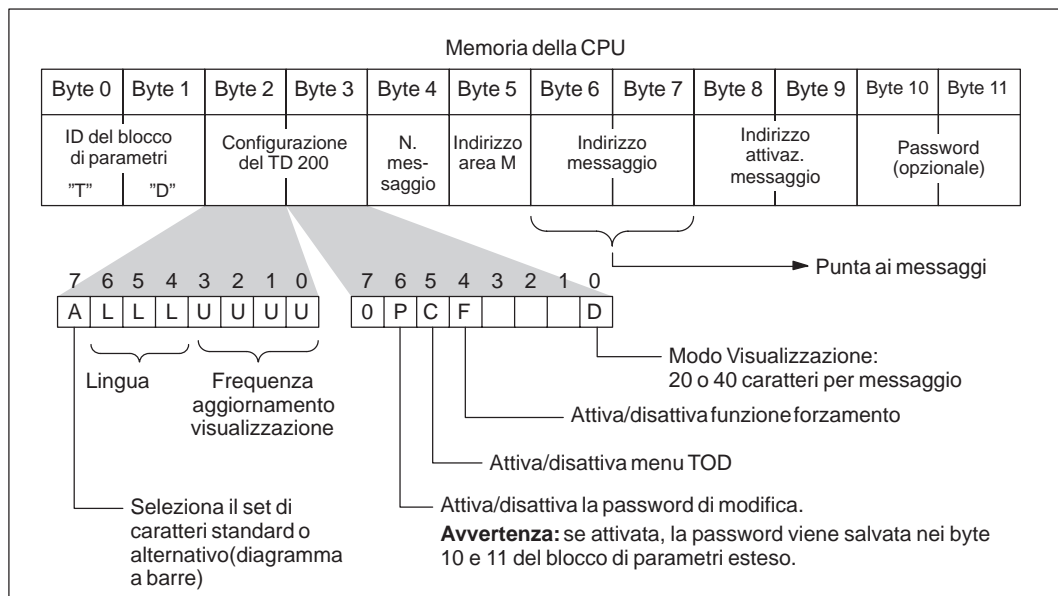 Memoria della CPU
Byte 0 Byte 1 Byte 2 Byte 3 Byte 4 Byte 5 Byte 6 Byte 7 Byte 8 Byte 9 Byte 10 Byte 11
ID del blocco
di parametri
"T" "D"
Configurazione
del TD 200
N.
mes-
saggio
Indirizzo
area M
Indirizzo
messaggio
Indirizzo
attivaz.
messaggio
Password
(opzionale)
Punta ai messaggi
7 6 5 4 3 2 1 0
A L L L U U U U
7 6 5 4 3 2 1 0
0 P C F D
Lingua
Frequenza
aggiornamento
visualizzazione
Modo Visualizzazione:
20 o 40 caratteri per messaggio
Attiva/disattiva funzione forzamento
Attiva/disattiva menu TOD
Seleziona il set di
caratteri standard o
alternativo(diagramma
a barre)
Attiva/disattiva la password di modifica.
Avvertenza: se attivata, la password viene salvata nei byte
10 e 11 del blocco di parametri esteso.